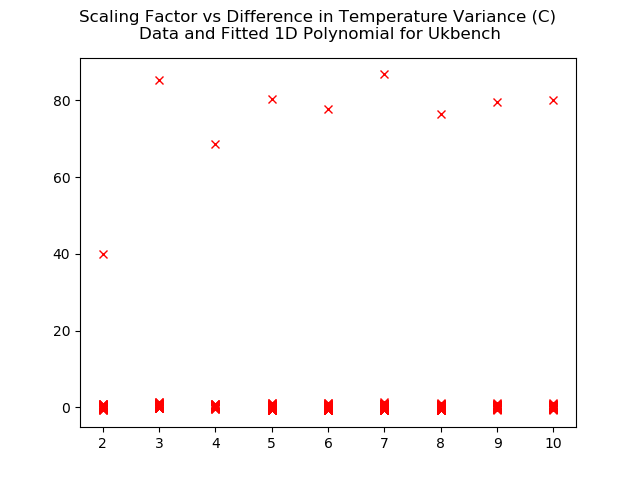 Scaling Factor vs Difference in Temperature Variance (C)
Data and Fitted 1D Polynomial for Ukbench
80
60
40
20
0
2 3 4 5 6 7 8 9 10